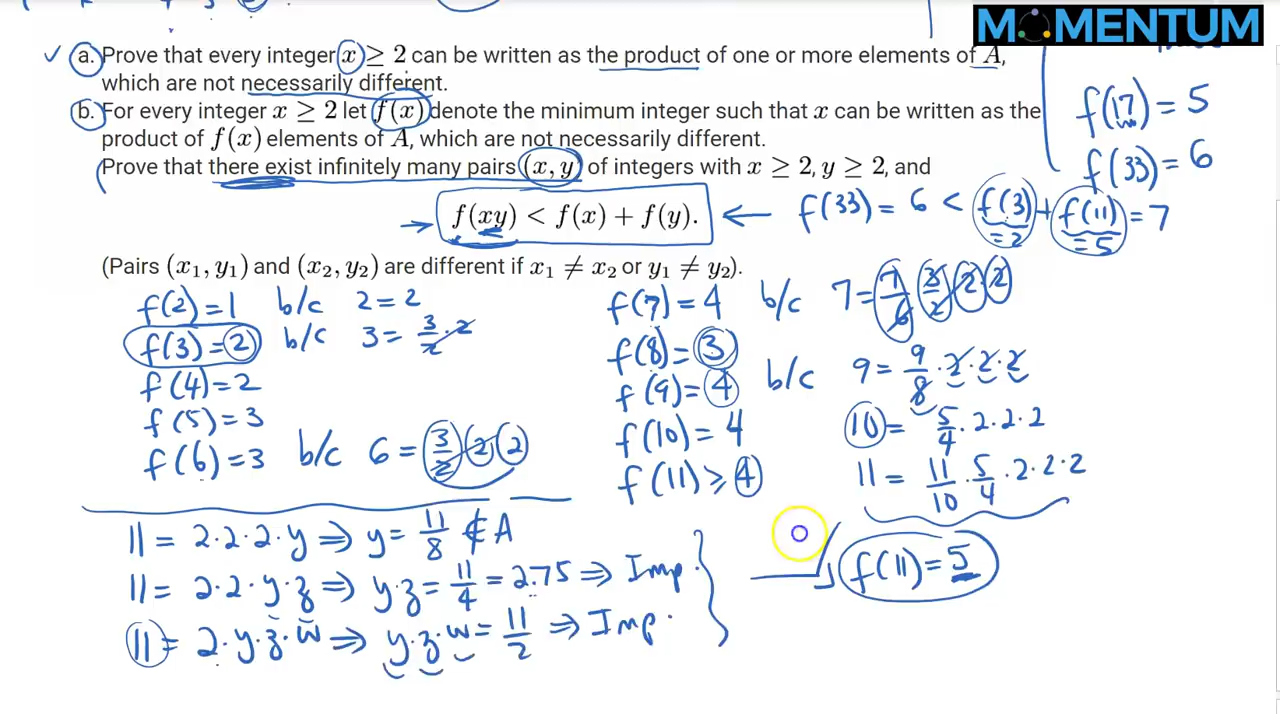 MOMENTUM
✓ a. Prove that every integer x ≥ 2 can be written as the product of one or more elements of A,
which are not necessarily different.
b. For every integer x ≥ 2 let f(x) denote the minimum integer such that x can be written as the
product of f(x) elements of A, which are not necessarily different.
Prove that there exist infinitely many pairs (x, y) of integers with x ≥ 2, y ≥ 2, and
f(xy) < f(x) + f(y).
(Pairs (x₁, y₁) and (x₂, y₂) are different if x₁ ≠ x₂ or y₁ ≠ y₂).
f(17) = 5
f(33) = 6
← f(33) = 6 < f(3) + f(11) = 7
=2 =5
f(2) = 1 b/c 2 = 2
f(3) = 2 b/c 3 = 3/2 · 2
f(4) = 2
f(5) = 3
f(6) = 3 b/c 6 = 3/2 · 2 · 2
f(7) = 4 b/c 7 = 7/6 · 3/2 · 2 · 2
f(8) = 3
f(9) = 4 b/c 9 = 9/8 · 2 · 2 · 2
f(10) = 4 10 = 5/4 · 2 · 2 · 2
f(11) ≥ 4 11 = 11/10 · 5/4 · 2 · 2 · 2
11 = 2 · 2 · 2 · y ⇒ y = 11/8 ∉ A
11 = 2 · 2 · y · z ⇒ y · z = 11/4 = 2.75 ⇒ Imp.
11 = 2 · y · z · w ⇒ y · z · w = 11/2 ⇒ Imp.
f(11) = 5